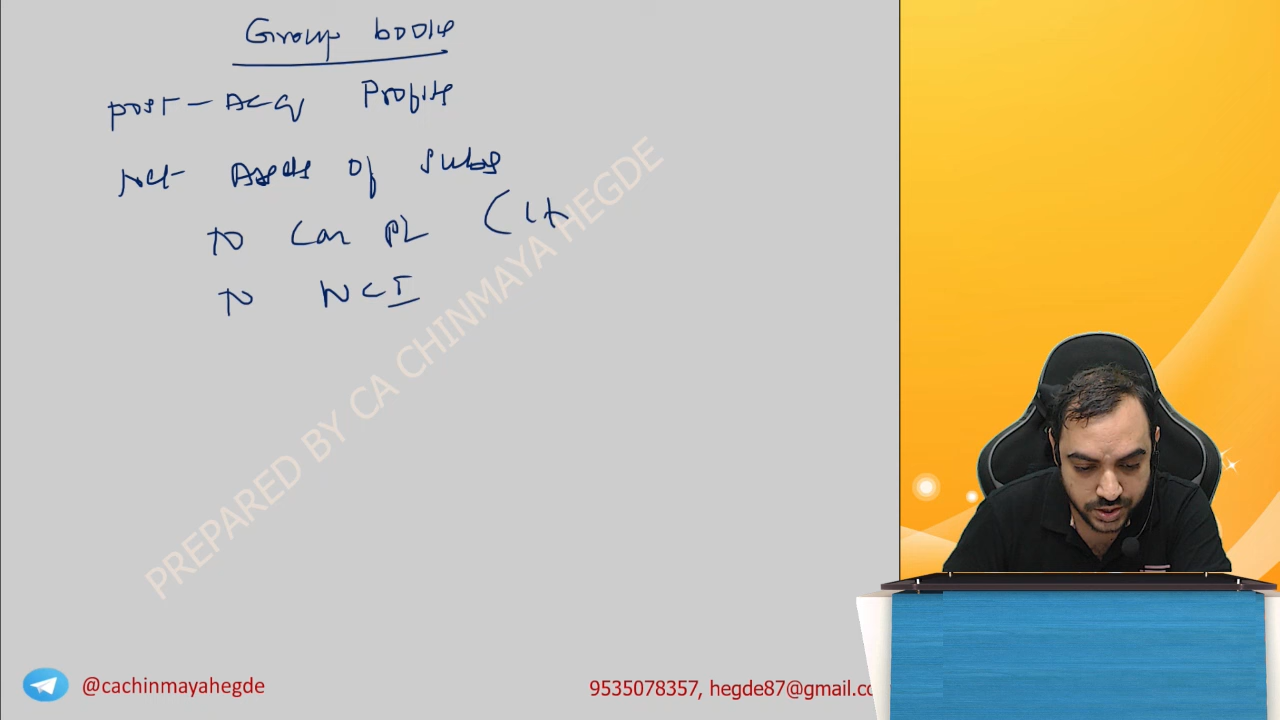 Group books
Post-Acq Profits
Net Assets of Subs
To Con PL
To NCI
PREPARED BY CA CHINMAYA HEGDE
@cachinmayahegde
9535078357, hegde87@gmail.co